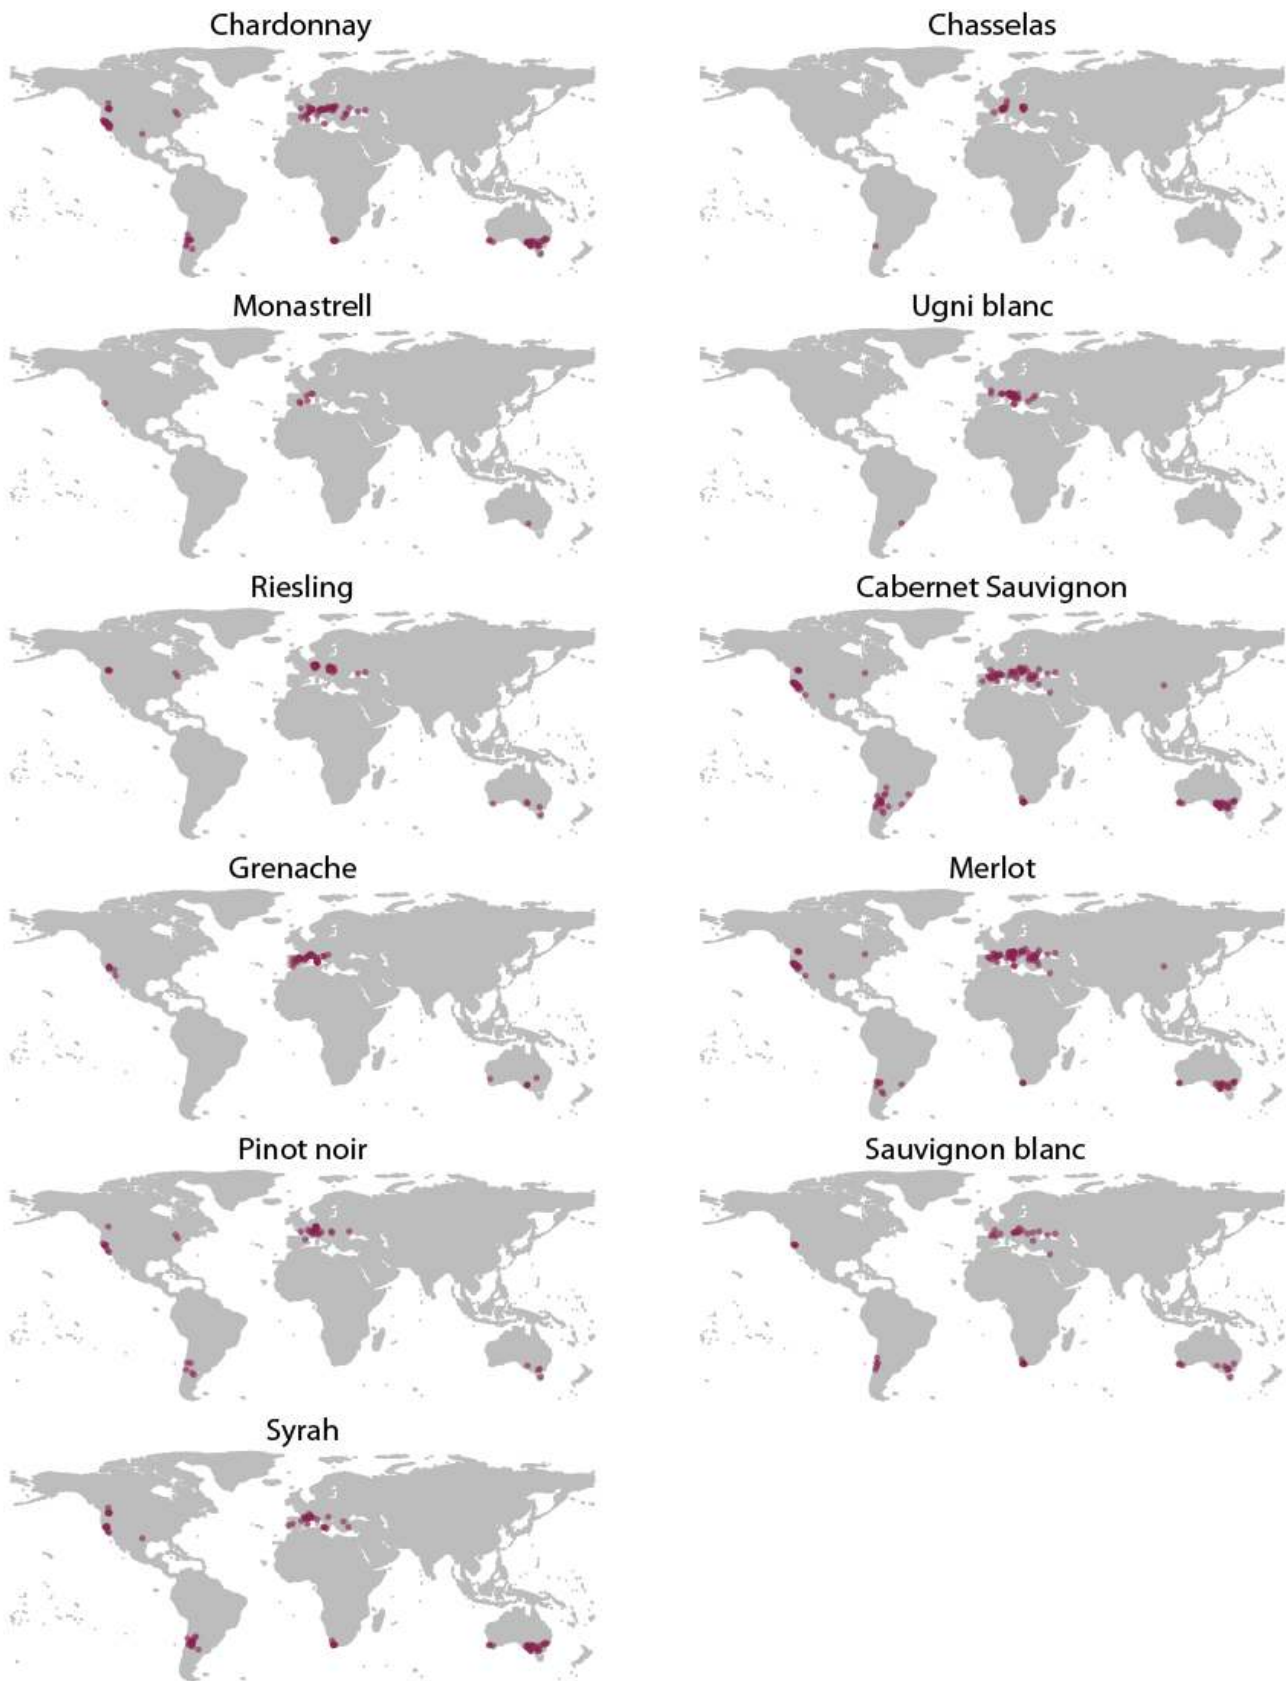 Chardonnay
Chasselas
Monastrell
Ugni blanc
Riesling
Cabernet Sauvignon
Grenache
Merlot
Pinot noir
Sauvignon blanc
Syrah